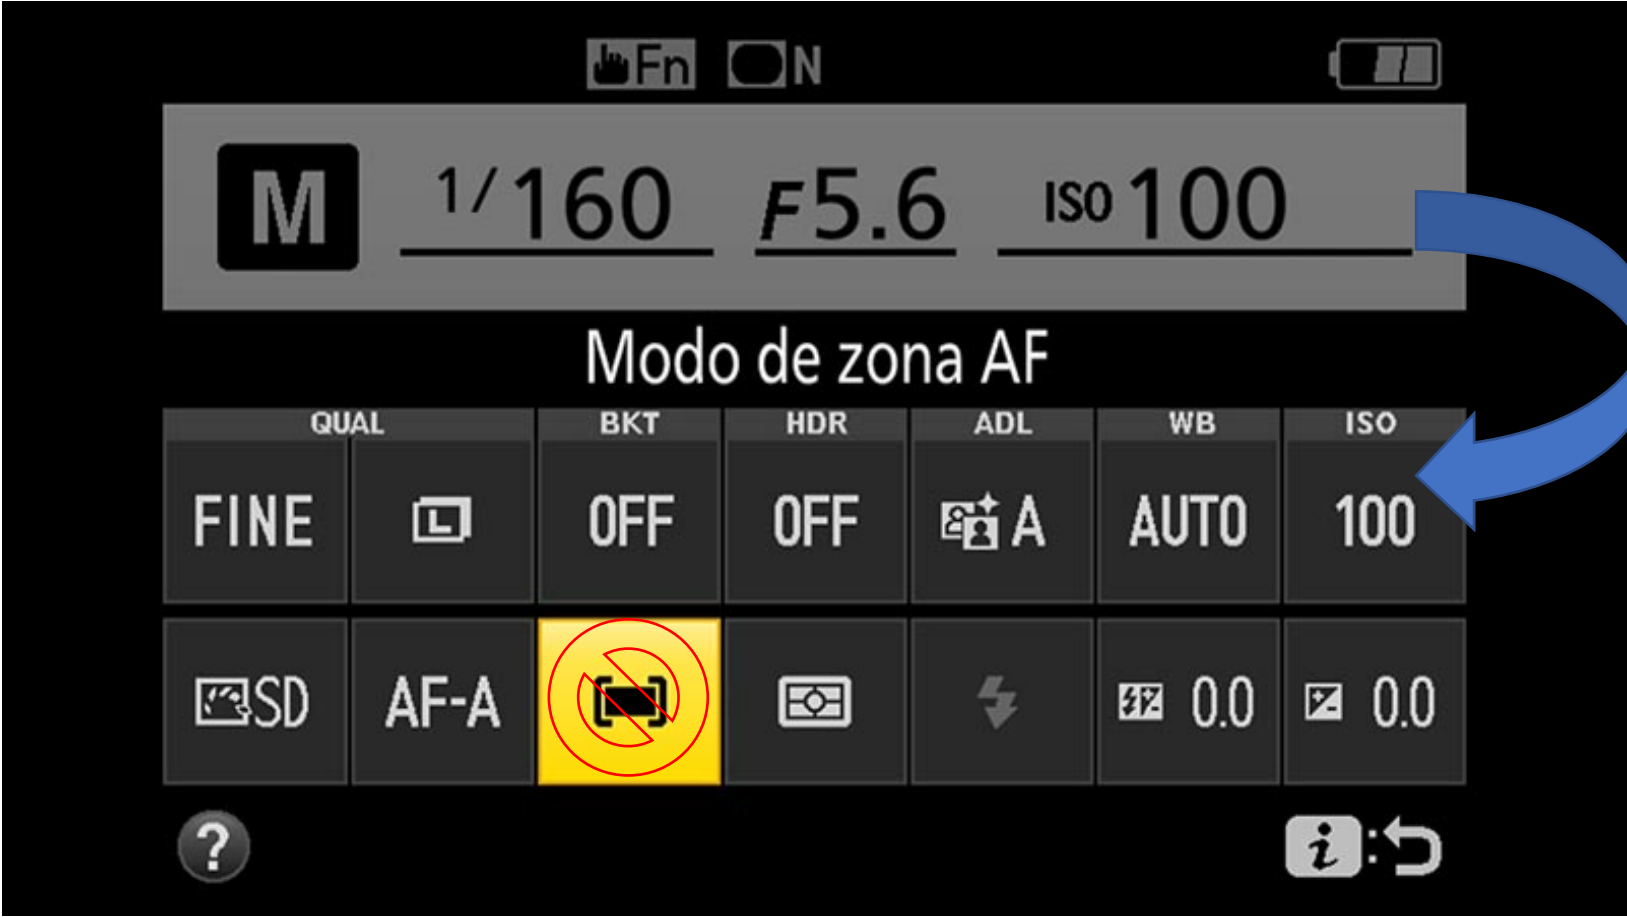 Fn N
M 1/160 F5.6 ISO 100
Modo de zona AF
QUAL BKT HDR ADL WB ISO
FINE L OFF OFF A AUTO 100
SD AF-A 0.0 0.0
? i: